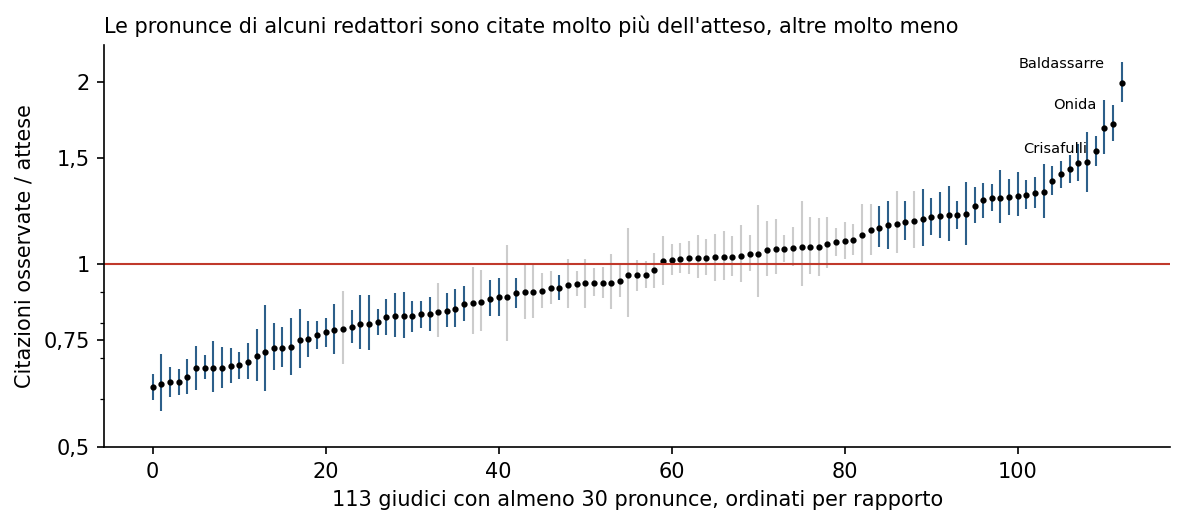 Le pronunce di alcuni redattori sono citate molto più dell'atteso, altre molto meno
Citazioni osservate / attese
2
1,5
1
0,75
0,5
Baldassarre
Onida
Crisafulli
0
20
40
60
80
100
113 giudici con almeno 30 pronunce, ordinati per rapporto